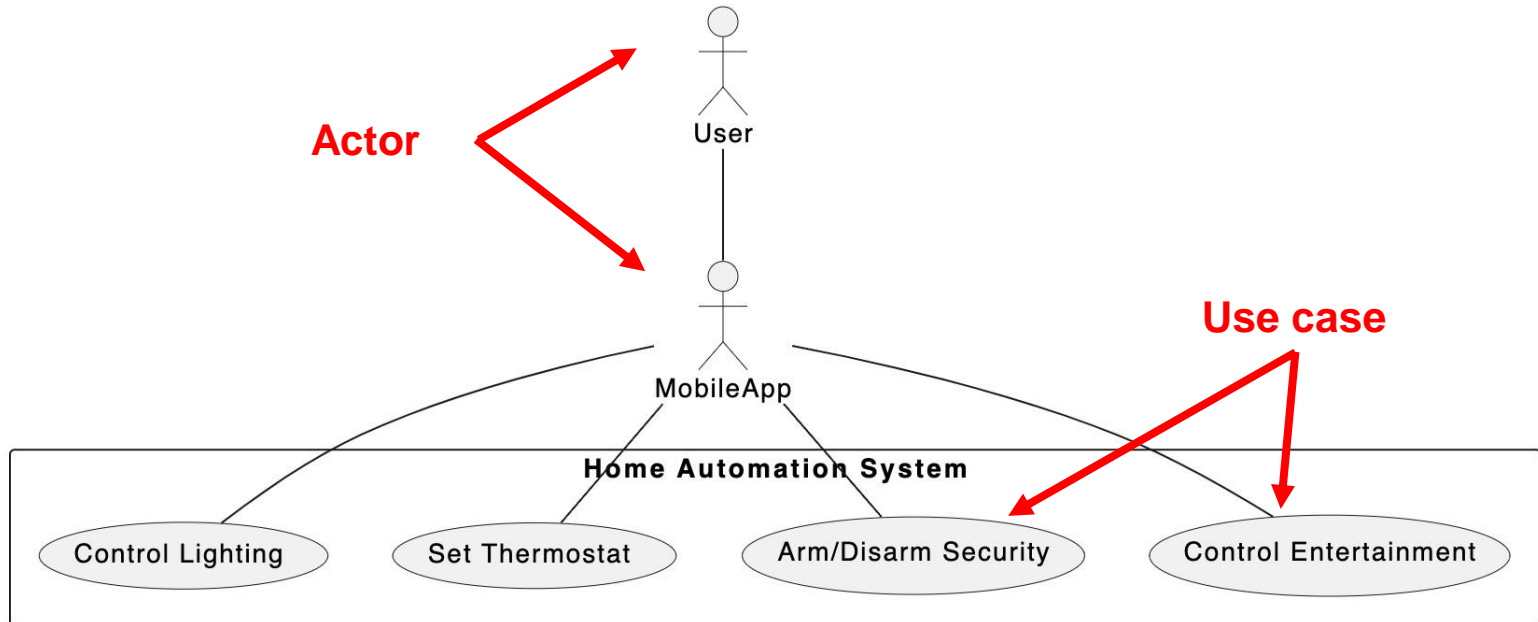 Actor
User
Use case
MobileApp
Home Automation System
Control Lighting
Set Thermostat
Arm/Disarm Security
Control Entertainment